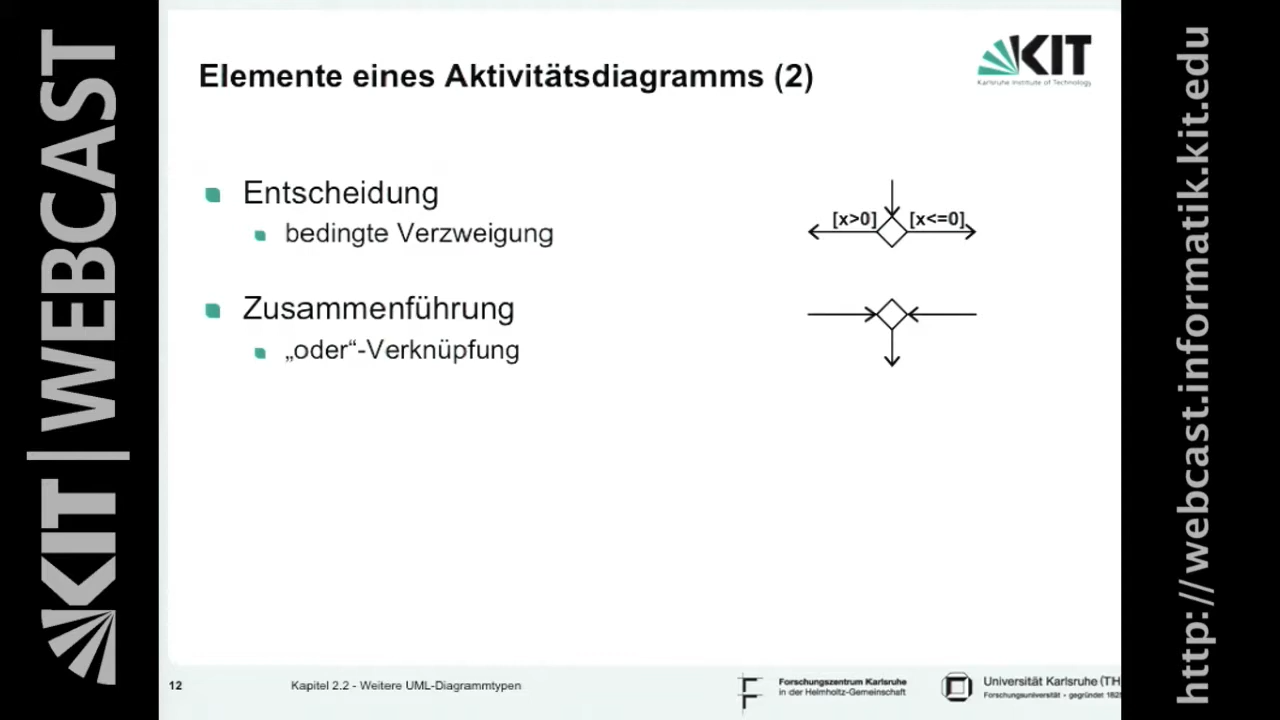 KIT | WEBCAST
Elemente eines Aktivitätsdiagramms (2)
KIT
Karlsruhe Institute of Technology
Entscheidung
bedingte Verzweigung
[x>0] [x<=0]
Zusammenführung
„oder“-Verknüpfung
12
Kapitel 2.2 - Weitere UML-Diagrammtypen
Forschungszentrum Karlsruhe
in der Helmholtz-Gemeinschaft
Universität Karlsruhe (TH
Forschungsuniversität • gegründet 182
http://webcast.informatik.kit.edu